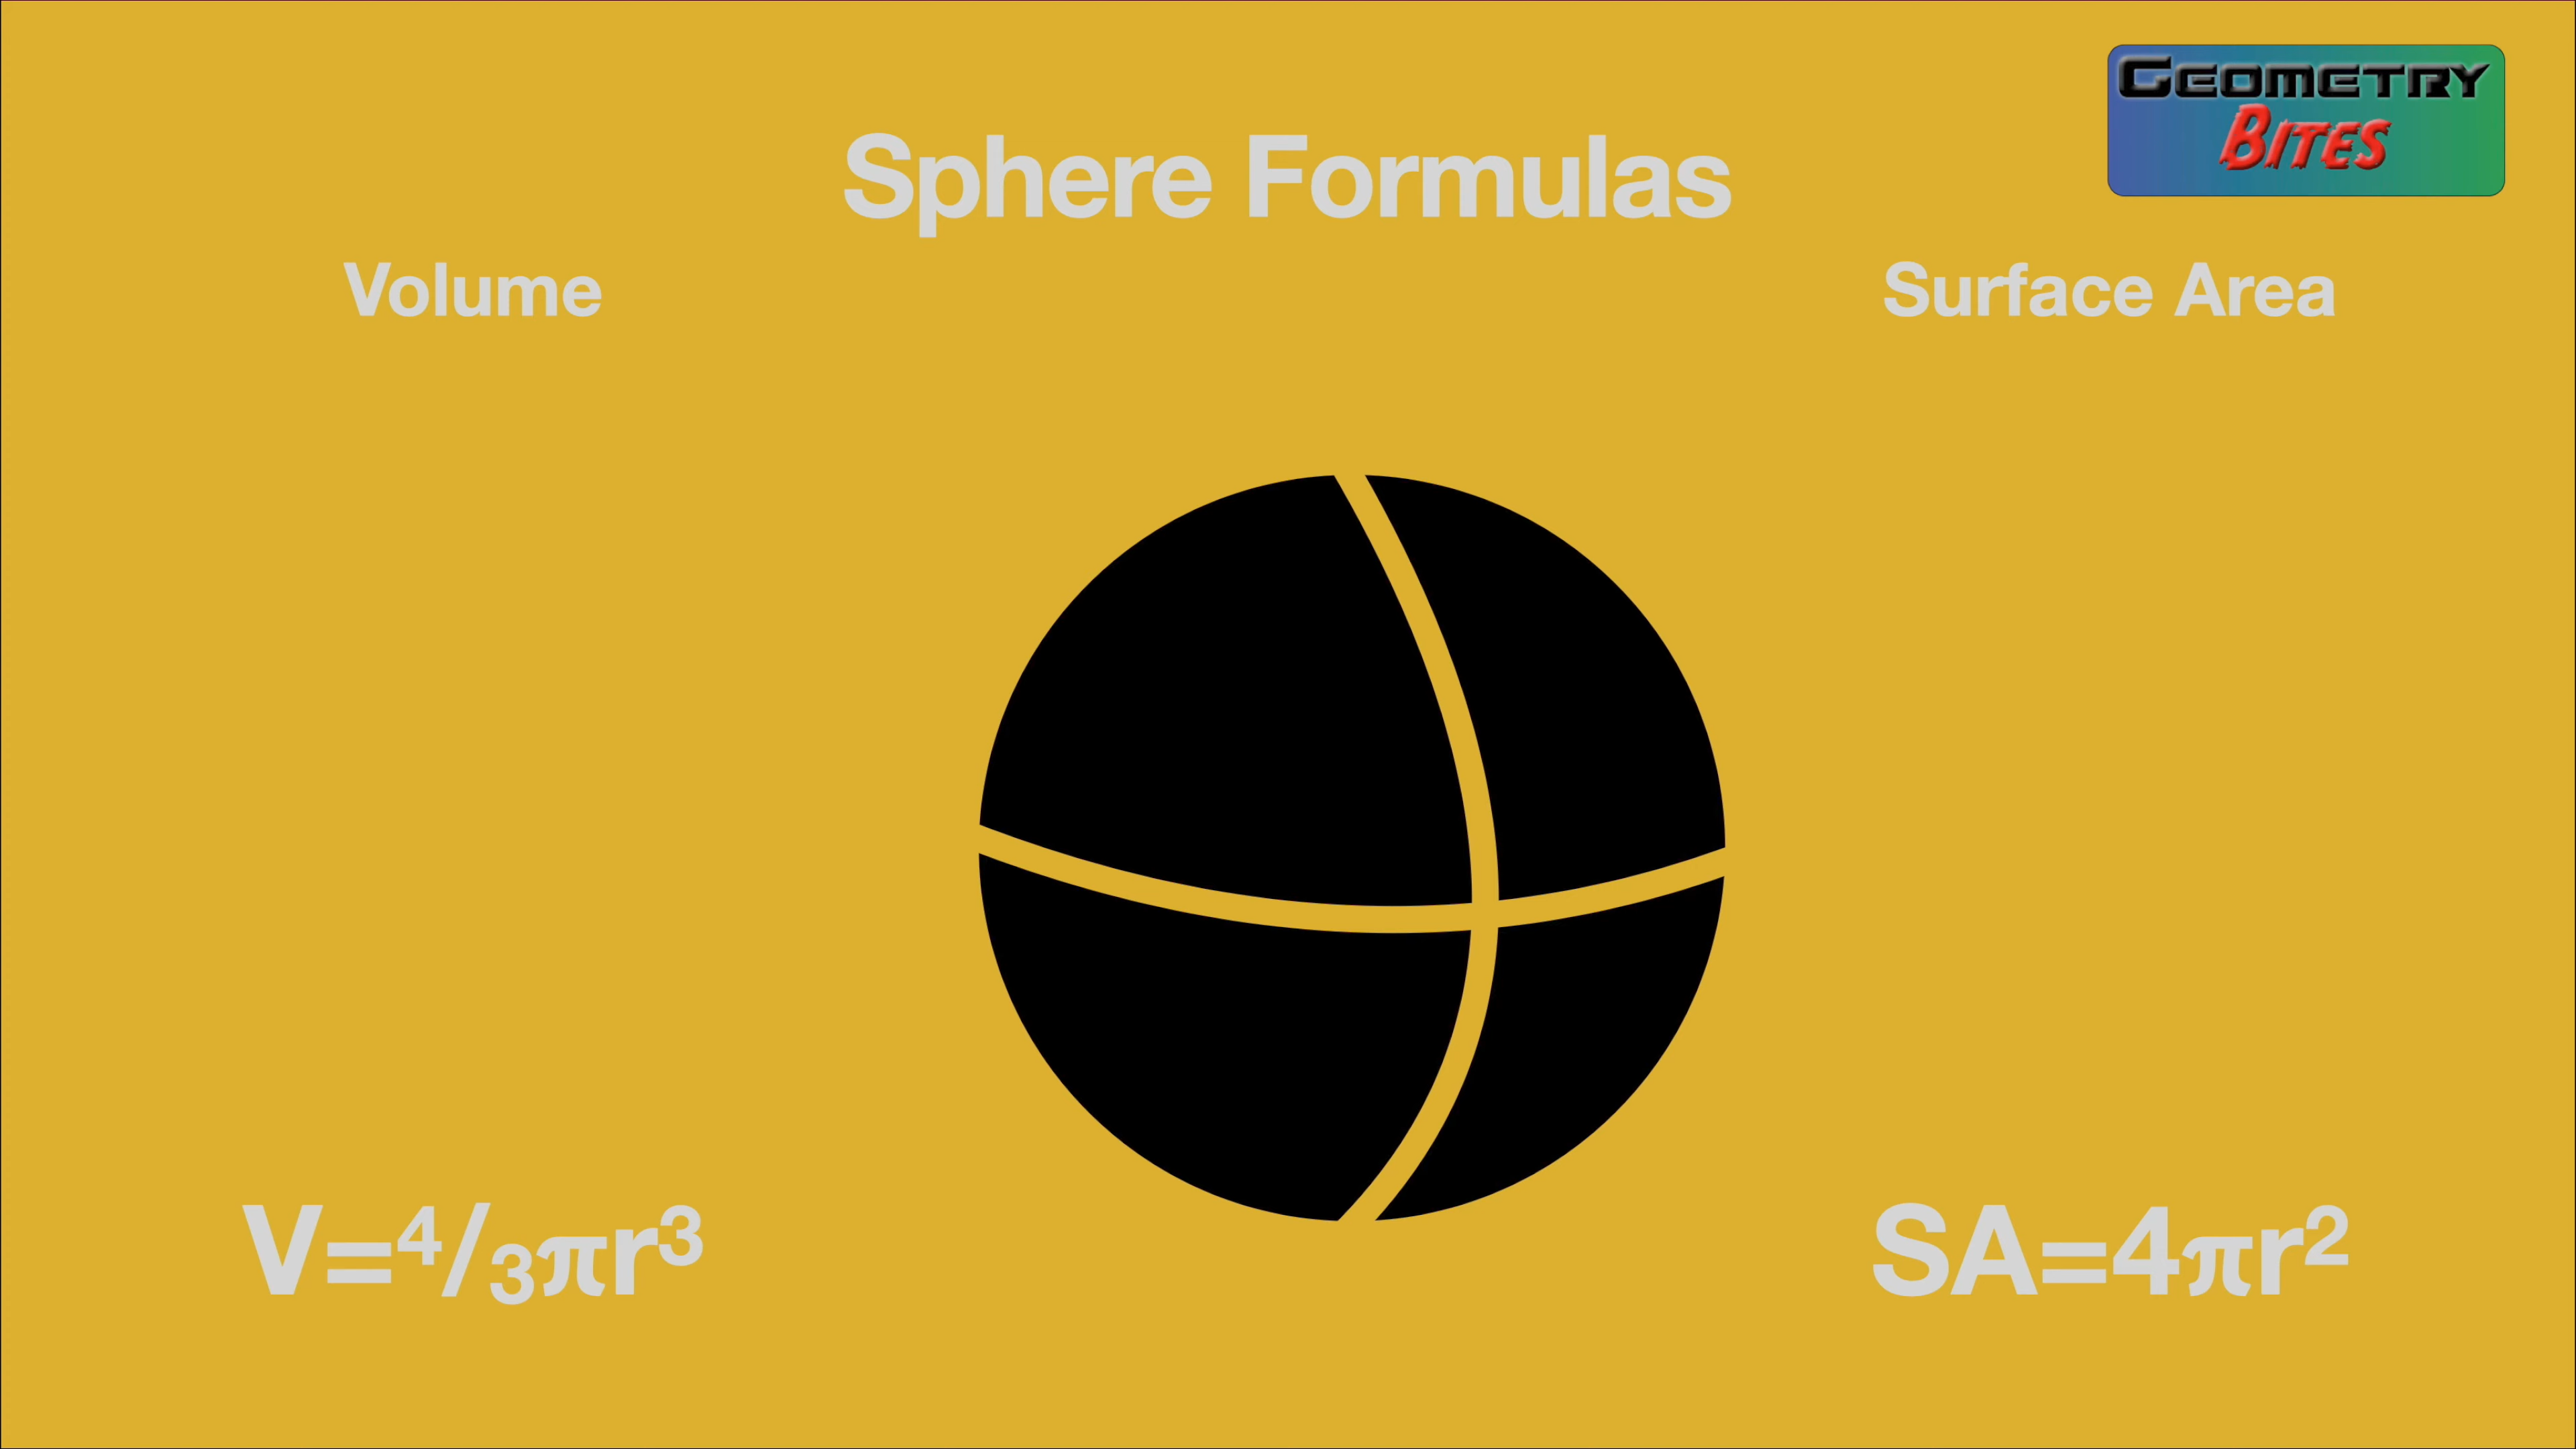 GEOMETRY
BITES
Sphere Formulas
Volume
Surface Area
V=⁴/₃πr³
SA=4πr²